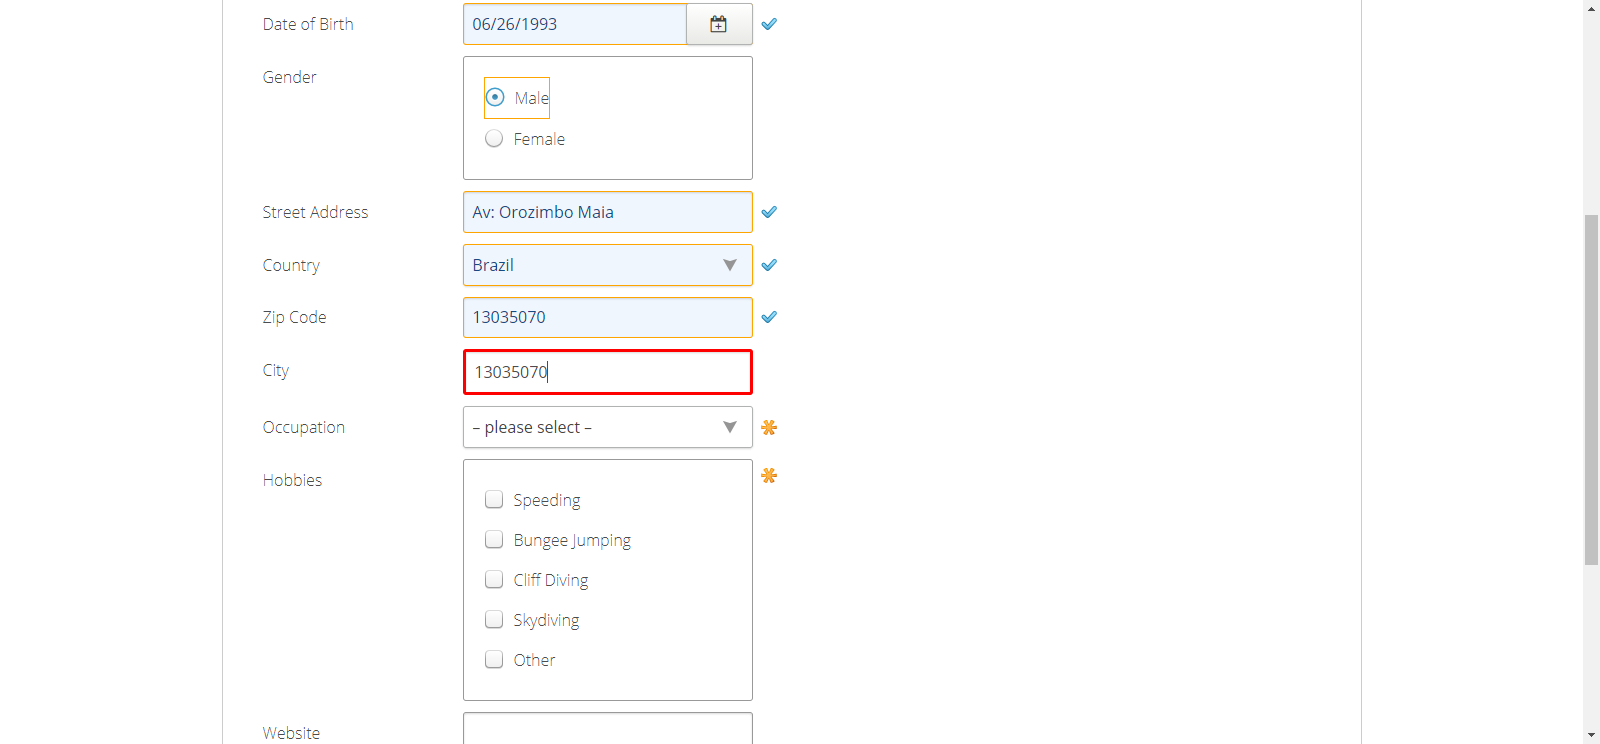 Date of Birth 06/26/1993
Gender
Male
Female
Street Address Av: Orozimbo Maia
Country Brazil
Zip Code 13035070
City 13035070
Occupation – please select –
Hobbies
Speeding
Bungee Jumping
Cliff Diving
Skydiving
Other
Website